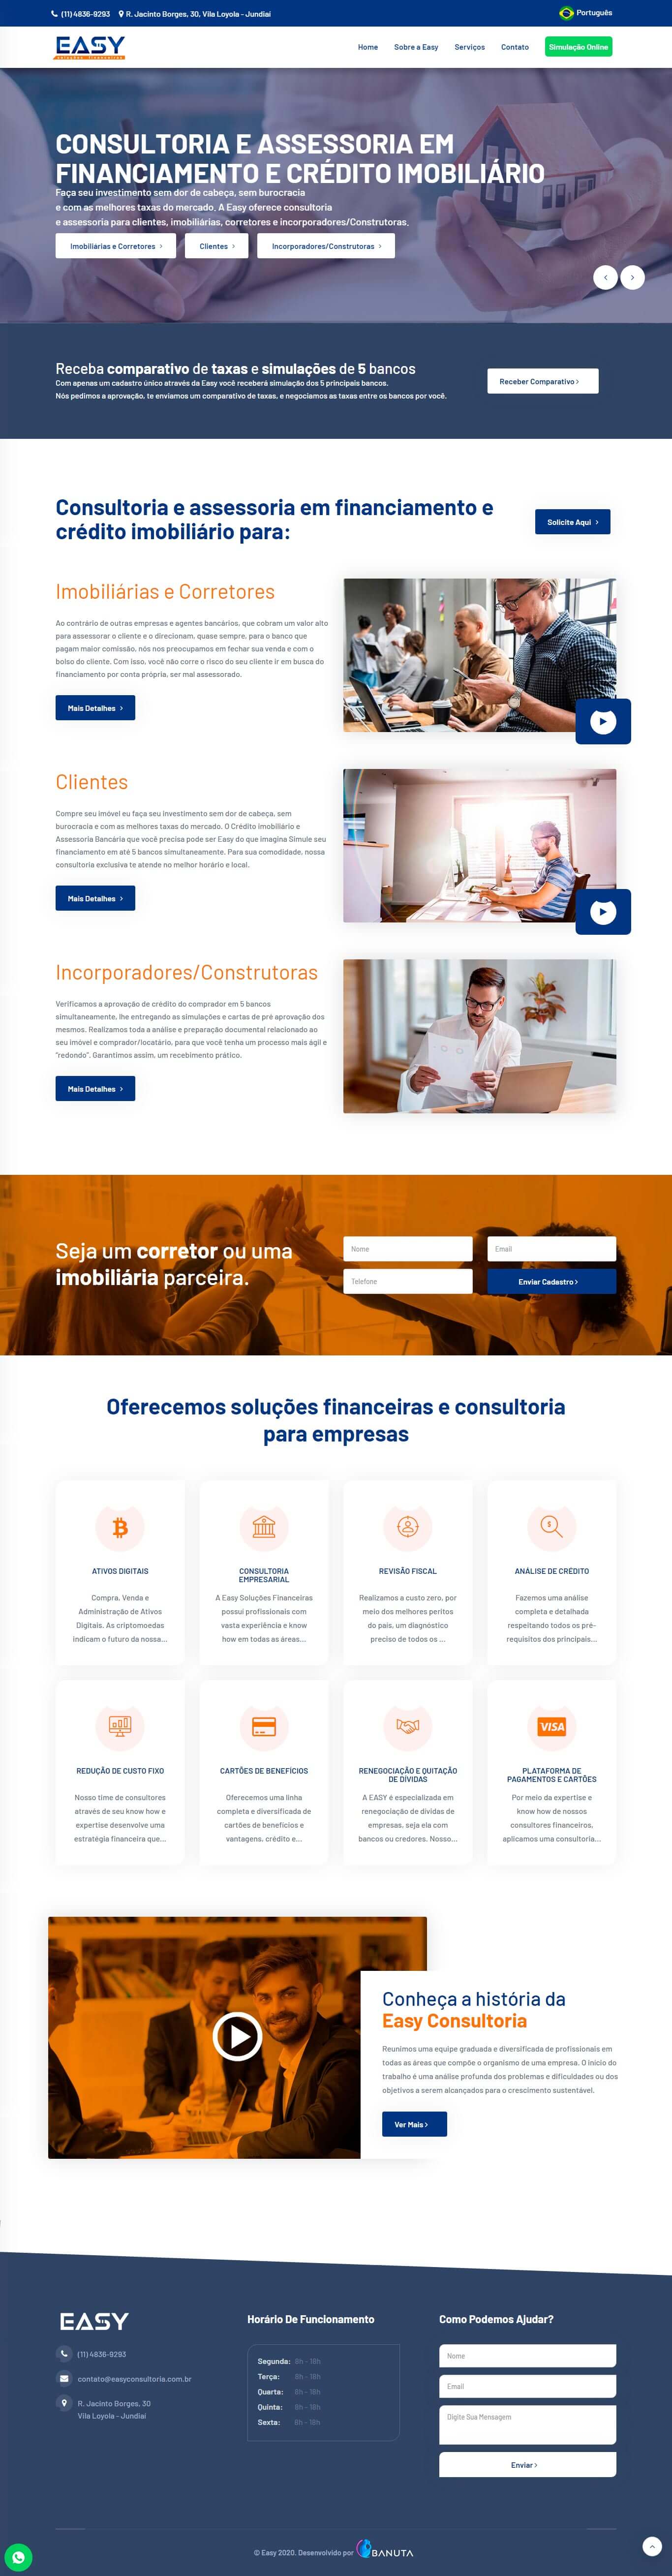 (11) 4836-9293 R. Jacinto Borges, 30, Vila Loyola - Jundiaí
Português
EASY
soluções financeiras
Home Sobre a Easy Serviços Contato Simulação Online
CONSULTORIA E ASSESSORIA EM
FINANCIAMENTO E CRÉDITO IMOBILIÁRIO
Faça seu investimento sem dor de cabeça, sem burocracia
e com as melhores taxas do mercado. A Easy oferece consultoria
e assessoria para clientes, imobiliárias, corretores e incorporadores/Construtoras.
Imobiliárias e Corretores
Clientes
Incorporadores/Construtoras
Receba comparativo de taxas e simulações de 5 bancos
Com apenas um cadastro único através da Easy você receberá simulação dos 5 principais bancos.
Nós pedimos a aprovação, te enviamos um comparativo de taxas, e negociamos as taxas entre os bancos por você.
Receber Comparativo
Consultoria e assessoria em financiamento e
crédito imobiliário para:
Solicite Aqui
Imobiliárias e Corretores
Ao contrário de outras empresas e agentes bancários, que cobram um valor alto
para assessorar o cliente e o direcionam, quase sempre, para o banco que
pagam maior comissão, nós nos preocupamos em fechar sua venda e com o
bolso do cliente. Com isso, você não corre o risco do seu cliente ir em busca do
financiamento por conta própria, ser mal assessorado.
Mais Detalhes
Clientes
Compre seu imóvel eu faça seu investimento sem dor de cabeça, sem
burocracia e com as melhores taxas do mercado. O Crédito imobiliário e
Assessoria Bancária que você precisa pode ser Easy do que imagina Simule seu
financiamento em até 5 bancos simultaneamente. Para sua comodidade, nossa
consultoria exclusiva te atende no melhor horário e local.
Mais Detalhes
Incorporadores/Construtoras
Verificamos a aprovação de crédito do comprador em 5 bancos
simultaneamente, lhe entregando as simulações e cartas de pré aprovação dos
mesmos. Realizamos toda a análise e preparação documental relacionado ao
seu imóvel e comprador/locatário, para que você tenha um processo mais ágil e
"redondo". Garantimos assim, um recebimento prático.
Mais Detalhes
Seja um corretor ou uma
imobiliária parceira.
Nome
Email
Telefone
Enviar Cadastro
Oferecemos soluções financeiras e consultoria
para empresas
ATIVOS DIGITAIS
Compra, Venda e
Administração de Ativos
Digitais. As criptomoedas
indicam o futuro da nossa...
CONSULTORIA
EMPRESARIAL
A Easy Soluções Financeiras
possui profissionais com
vasta experiência e know
how em todas as áreas...
REVISÃO FISCAL
Realizamos a custo zero, por
meio dos melhores peritos
do país, um diagnóstico
preciso de todos os ...
$
ANÁLISE DE CRÉDITO
Fazemos uma análise
completa e detalhada
respeitando todos os pré-
requisitos dos principais...
REDUÇÃO DE CUSTO FIXO
Nosso time de consultores
através de seu know how e
expertise desenvolve uma
estratégia financeira que...
CARTÕES DE BENEFÍCIOS
Oferecemos uma linha
completa e diversificada de
cartões de benefícios e
vantagens, crédito e...
RENEGOCIAÇÃO E QUITAÇÃO
DE DÍVIDAS
A EASY é especializada em
renegociação de dívidas de
empresas, seja ela com
bancos ou credores. Nosso...
VISA
PLATAFORMA DE
PAGAMENTOS E CARTÕES
Por meio da expertise e
know how de nossos
consultores financeiros,
aplicamos uma consultoria...
Conheça a história da
Easy Consultoria
Reunimos uma equipe graduada e diversificada de profissionais em
todas as áreas que compõe o organismo de uma empresa. O início do
trabalho é uma análise profunda dos problemas e dificuldades ou dos
objetivos a serem alcançados para o crescimento sustentável.
Ver Mais
EASY
(11) 4836-9293
contato@easyconsultoria.com.br
R. Jacinto Borges, 30
Vila Loyola - Jundiaí
Horário De Funcionamento
Segunda: 8h - 18h
Terça: 8h - 18h
Quarta: 8h - 18h
Quinta: 8h - 18h
Sexta: 8h - 18h
Como Podemos Ajudar?
Nome
Email
Digite Sua Mensagem
Enviar
© Easy 2020. Desenvolvido por BANUTA